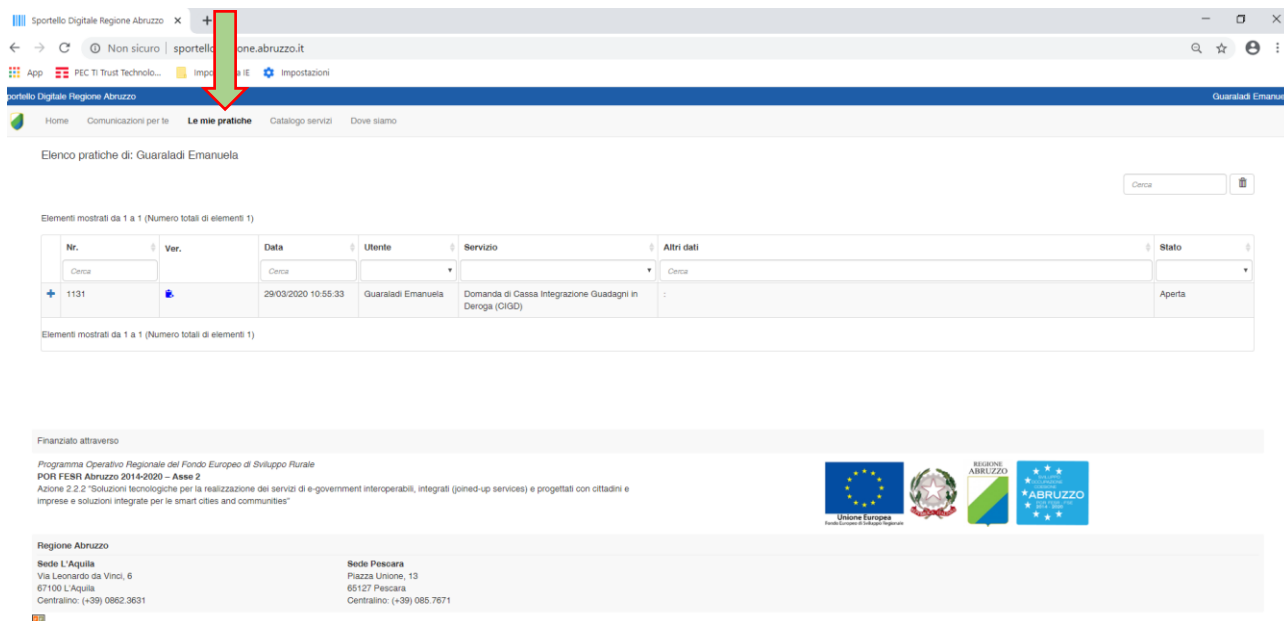 Sportello Digitale Regione Abruzzo
Non sicuro | sportello one.abruzzo.it
App PEC TI Trust Technolo... Impo a IE Impostazioni
portello Digitale Regione Abruzzo Guaraladi Emanue
Home Comunicazioni per te Le mie pratiche Catalogo servizi Dove siamo
Elenco pratiche di: Guaraladi Emanuela
Cerca
Elementi mostrati da 1 a 1 (Numero totali di elementi 1)
Nr. Ver. Data Utente Servizio Altri dati Stato
Cerca Cerca Cerca
1131 29/03/2020 10:55:33 Guaraladi Emanuela Domanda di Cassa Integrazione Guadagni in : Aperta
Deroga (CIGD)
Elementi mostrati da 1 a 1 (Numero totali di elementi 1)
Finanziato attraverso
Programma Operativo Regionale del Fondo Europeo di Sviluppo Rurale
POR FESR Abruzzo 2014-2020 – Asse 2
Azione 2.2.2 "Soluzioni tecnologiche per la realizzazione dei servizi di e-government interoperabili, integrati (joined-up services) e progettati con cittadini e
imprese e soluzioni integrate per le smart cities and communities"
Unione Europea
Fondo Europeo di Sviluppo Regionale
REGIONE
ABRUZZO
ABRUZZO
2014 - 2020
Regione Abruzzo
Sede L'Aquila Sede Pescara
Via Leonardo da Vinci, 6 Piazza Unione, 13
67100 L'Aquila 65127 Pescara
Centralino: (+39) 0862.3631 Centralino: (+39) 085.7671